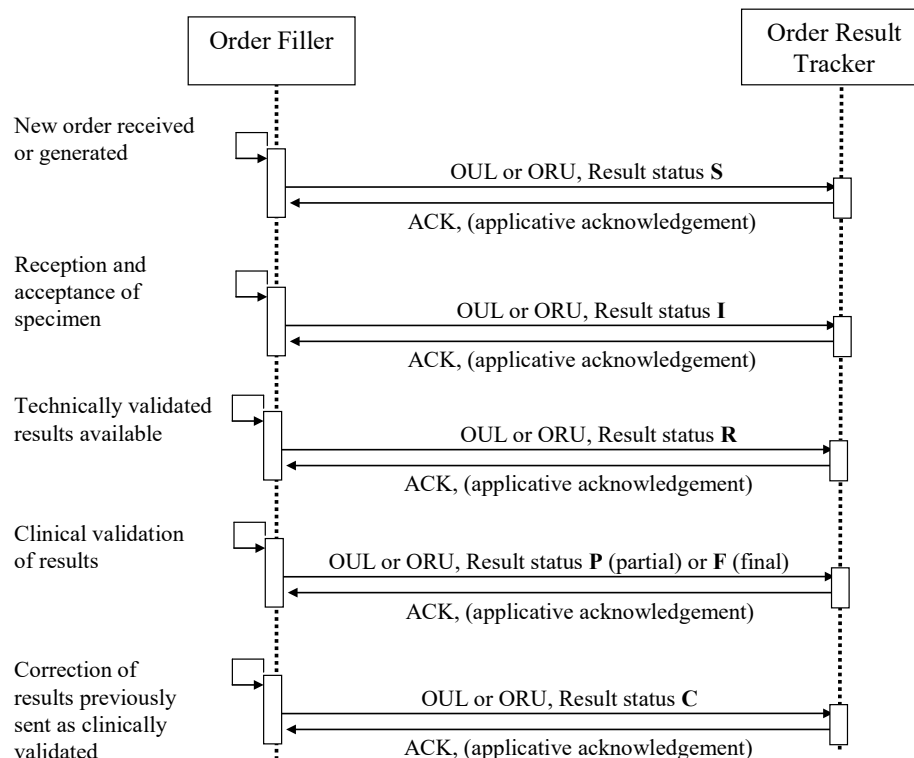 Order Filler
Order Result
Tracker
New order received
or generated
OUL or ORU, Result status S
ACK, (applicative acknowledgement)
Reception and
acceptance of
specimen
OUL or ORU, Result status I
ACK, (applicative acknowledgement)
Technically validated
results available
OUL or ORU, Result status R
ACK, (applicative acknowledgement)
Clinical validation
of results
OUL or ORU, Result status P (partial) or F (final)
ACK, (applicative acknowledgement)
Correction of
results previously
sent as clinically
validated
OUL or ORU, Result status C
ACK, (applicative acknowledgement)